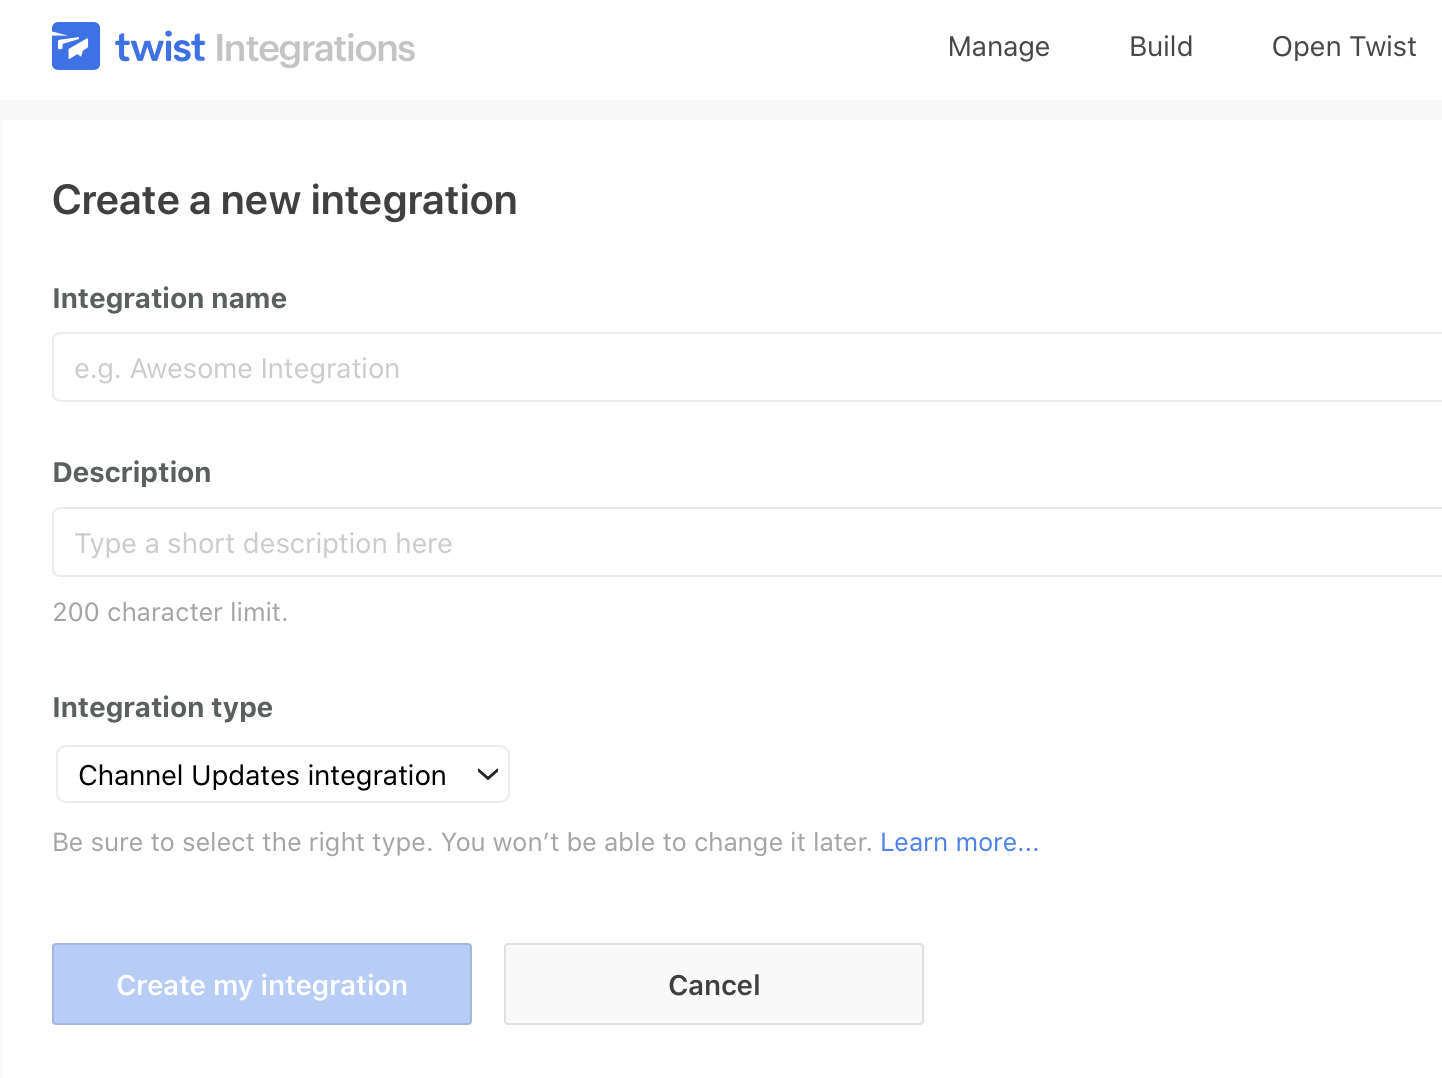 twist Integrations
Manage
Build
Open Twist
Create a new integration
Integration name
e.g. Awesome Integration
Description
Type a short description here
200 character limit.
Integration type
Channel Updates integration
Be sure to select the right type. You won’t be able to change it later. Learn more...
Create my integration
Cancel